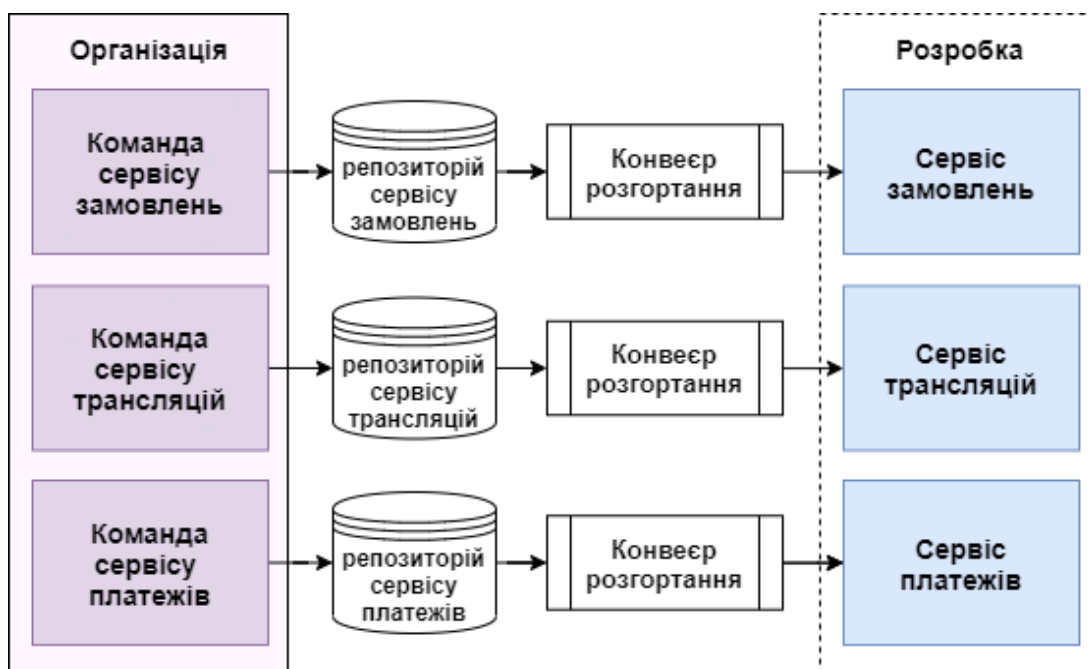 Організація
Розробка
Команда
сервісу
замовлень
репозиторій
сервісу
замовлень
Конвеєр
розгортання
Сервіс
замовлень
Команда
сервісу
трансляцій
репозиторій
сервісу
трансляцій
Конвеєр
розгортання
Сервіс
трансляцій
Команда
сервісу
платежів
репозиторій
сервісу
платежів
Конвеєр
розгортання
Сервіс
платежів